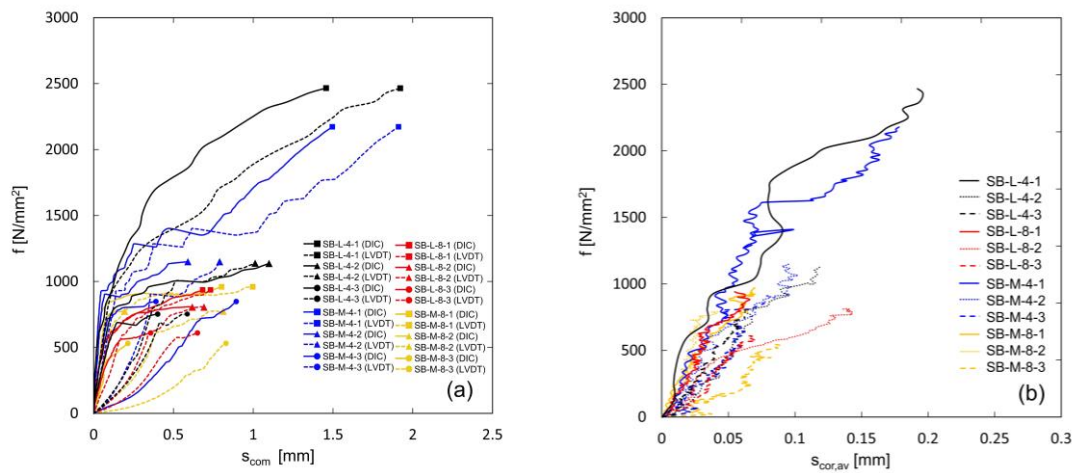 3000
2500
2000
1500
1000
500
0
f [N/mm²]
0 0.5 1 1.5 2 2.5
s_com [mm]
SB-L-4-1 (DIC) SB-L-8-1 (DIC)
SB-L-4-1 (LVDT) SB-L-8-1 (LVDT)
SB-L-4-2 (DIC) SB-L-8-2 (DIC)
SB-L-4-2 (LVDT) SB-L-8-2 (LVDT)
SB-L-4-3 (DIC) SB-L-8-3 (DIC)
SB-L-4-3 (LVDT) SB-L-8-3 (LVDT)
SB-M-4-1 (DIC) SB-M-8-1 (DIC)
SB-M-4-1 (LVDT) SB-M-8-1 (LVDT)
SB-M-4-2 (DIC) SB-M-8-2 (DIC)
SB-M-4-2 (LVDT) SB-M-8-2 (LVDT)
SB-M-4-3 (DIC) SB-M-8-3 (DIC)
SB-M-4-3 (LVDT) SB-M-8-3 (LVDT)
(a)
3000
2500
2000
1500
1000
500
0
f [N/mm²]
0 0.05 0.1 0.15 0.2 0.25 0.3
s_cor,av [mm]
SB-L-4-1
SB-L-4-2
SB-L-4-3
SB-L-8-1
SB-L-8-2
SB-L-8-3
SB-M-4-1
SB-M-4-2
SB-M-4-3
SB-M-8-1
SB-M-8-2
SB-M-8-3
(b)